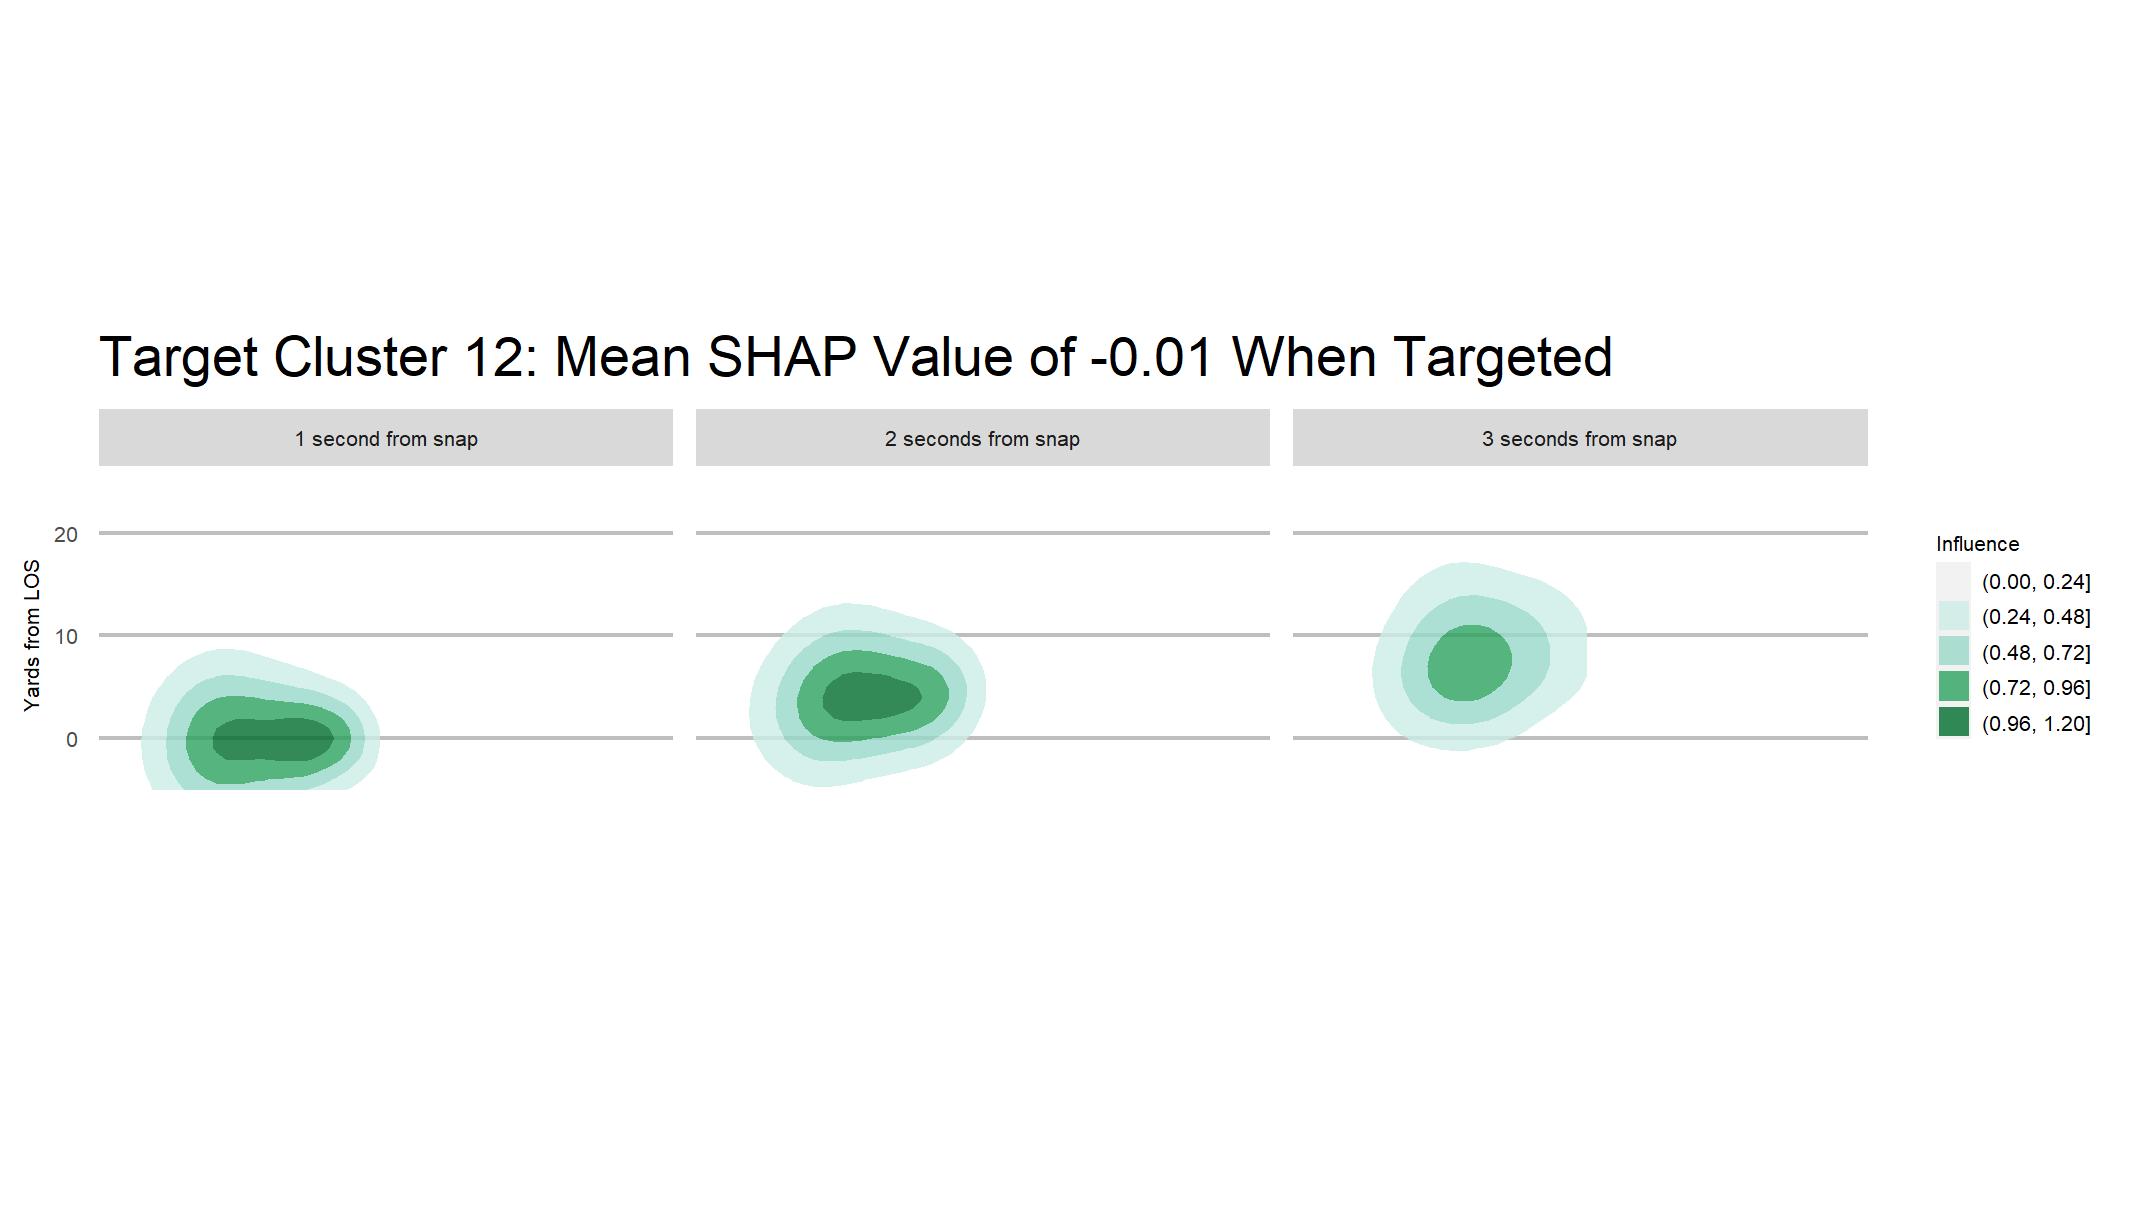 Target Cluster 12: Mean SHAP Value of -0.01 When Targeted
1 second from snap
2 seconds from snap
3 seconds from snap
Yards from LOS
20
10
0
Influence
(0.00, 0.24]
(0.24, 0.48]
(0.48, 0.72]
(0.72, 0.96]
(0.96, 1.20]